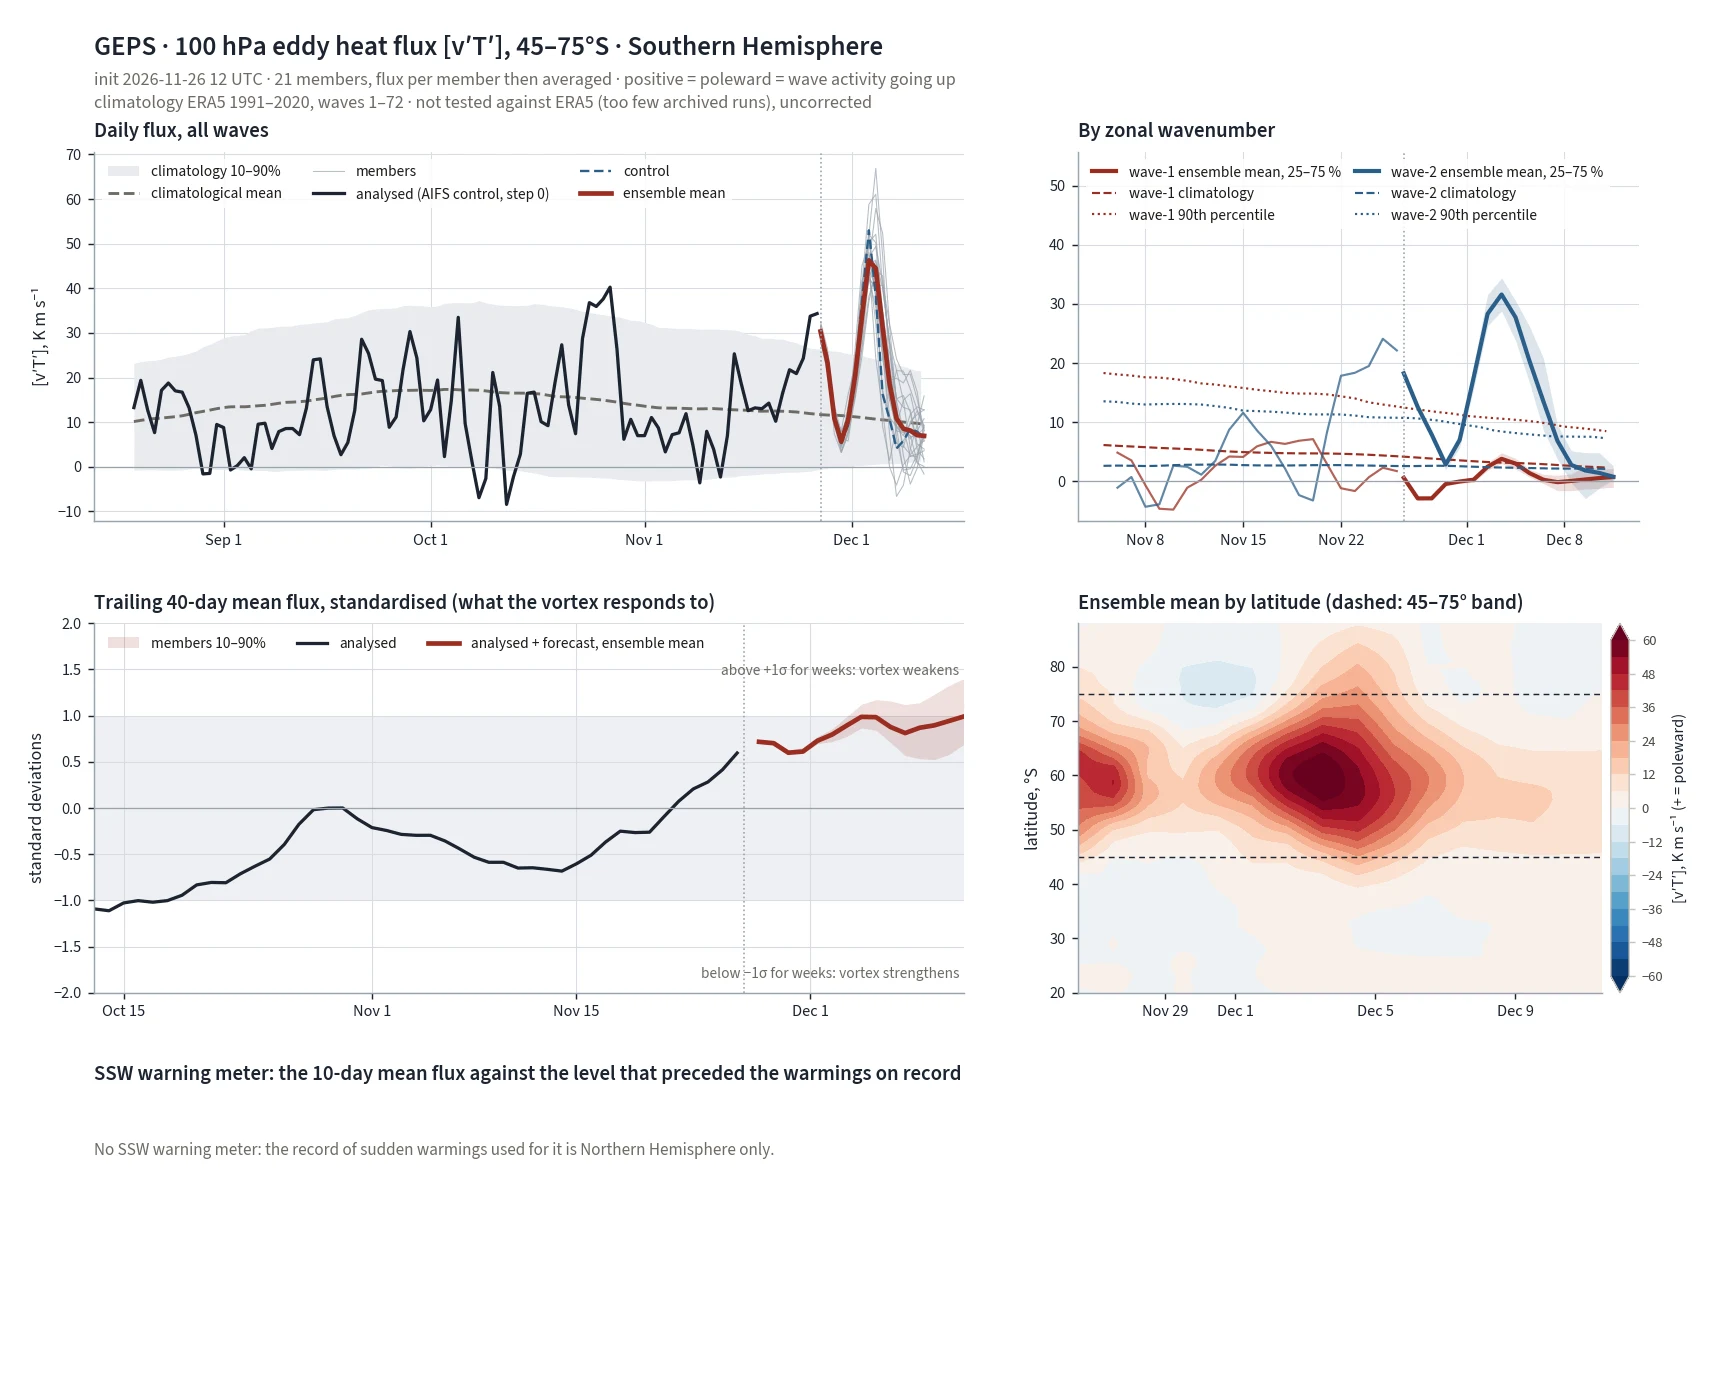 GEPS · 100 hPa eddy heat flux [v′T′], 45–75°S · Southern Hemisphere
init 2026-11-26 12 UTC · 21 members, flux per member then averaged · positive = poleward = wave activity going up
climatology ERA5 1991–2020, waves 1–72 · not tested against ERA5 (too few archived runs), uncorrected
Daily flux, all waves
climatology 10–90%
climatological mean
members
analysed (AIFS control, step 0)
control
ensemble mean
[v′T′], K m s⁻¹
70
60
50
40
30
20
10
0
−10
Sep 1
Oct 1
Nov 1
Dec 1
By zonal wavenumber
wave-1 ensemble mean, 25–75 %
wave-1 climatology
wave-1 90th percentile
wave-2 ensemble mean, 25–75 %
wave-2 climatology
wave-2 90th percentile
50
40
30
20
10
0
Nov 8
Nov 15
Nov 22
Dec 1
Dec 8
Trailing 40-day mean flux, standardised (what the vortex responds to)
members 10–90%
analysed
analysed + forecast, ensemble mean
above +1σ for weeks: vortex weakens
below −1σ for weeks: vortex strengthens
standard deviations
2.0
1.5
1.0
0.5
0.0
−0.5
−1.0
−1.5
−2.0
Oct 15
Nov 1
Nov 15
Dec 1
Ensemble mean by latitude (dashed: 45–75° band)
latitude, °S
80
70
60
50
40
30
20
Nov 29
Dec 1
Dec 5
Dec 9
60
48
36
24
12
0
−12
−24
−36
−48
−60
[v′T′], K m s⁻¹ (+ = poleward)
SSW warning meter: the 10-day mean flux against the level that preceded the warmings on record
No SSW warning meter: the record of sudden warmings used for it is Northern Hemisphere only.